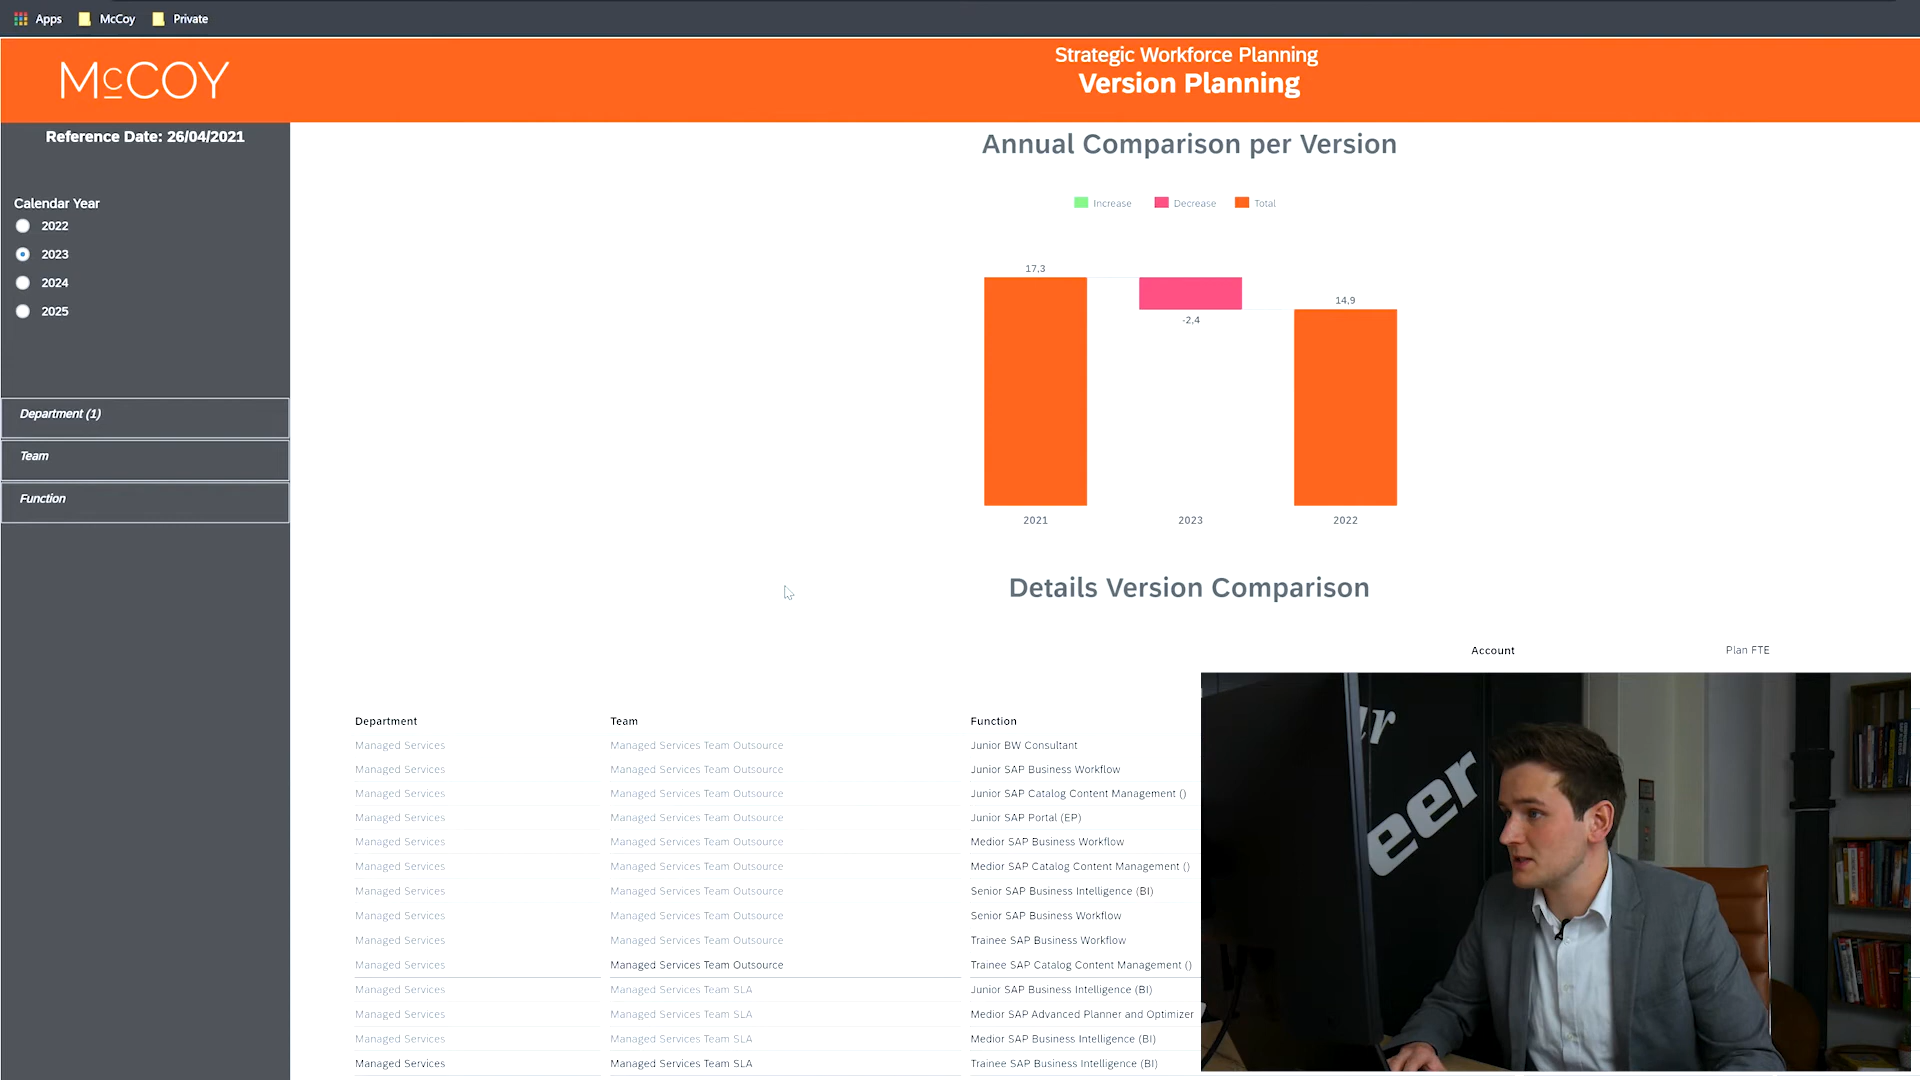 Apps McCoy Private
McCOY
Strategic Workforce Planning
Version Planning
Reference Date: 26/04/2021
Calendar Year
2022
2023
2024
2025
Department (1)
Team
Function
Annual Comparison per Version
Increase Decrease Total
17,3
-2,4
14,9
2021 2023 2022
Details Version Comparison
Account Plan FTE
Department Team Function
Managed Services Managed Services Team Outsource Junior BW Consultant
Managed Services Managed Services Team Outsource Junior SAP Business Workflow
Managed Services Managed Services Team Outsource Junior SAP Catalog Content Management ()
Managed Services Managed Services Team Outsource Junior SAP Portal (EP)
Managed Services Managed Services Team Outsource Medior SAP Business Workflow
Managed Services Managed Services Team Outsource Medior SAP Catalog Content Management ()
Managed Services Managed Services Team Outsource Senior SAP Business Intelligence (BI)
Managed Services Managed Services Team Outsource Senior SAP Business Workflow
Managed Services Managed Services Team Outsource Trainee SAP Business Workflow
Managed Services Managed Services Team Outsource Trainee SAP Catalog Content Management ()
Managed Services Managed Services Team SLA Junior SAP Business Intelligence (BI)
Managed Services Managed Services Team SLA Medior SAP Advanced Planner and Optimizer
Managed Services Managed Services Team SLA Medior SAP Business Intelligence (BI)
Managed Services Managed Services Team SLA Trainee SAP Business Intelligence (BI)